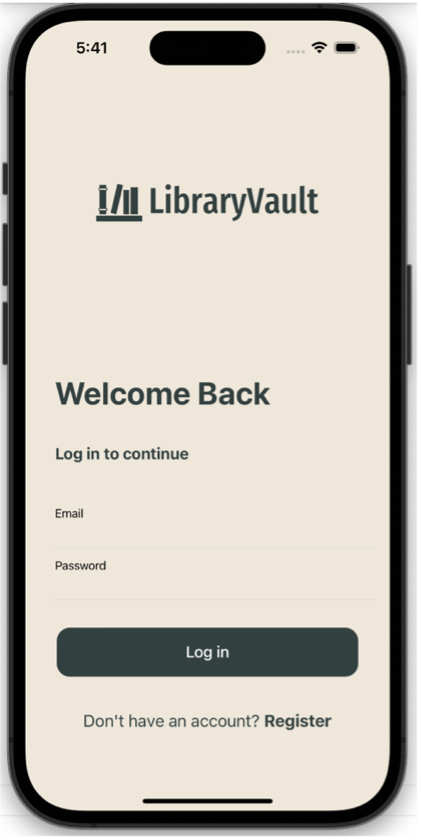 5:41
LibraryVault
Welcome Back
Log in to continue
Email
Password
Log in
Don't have an account? Register